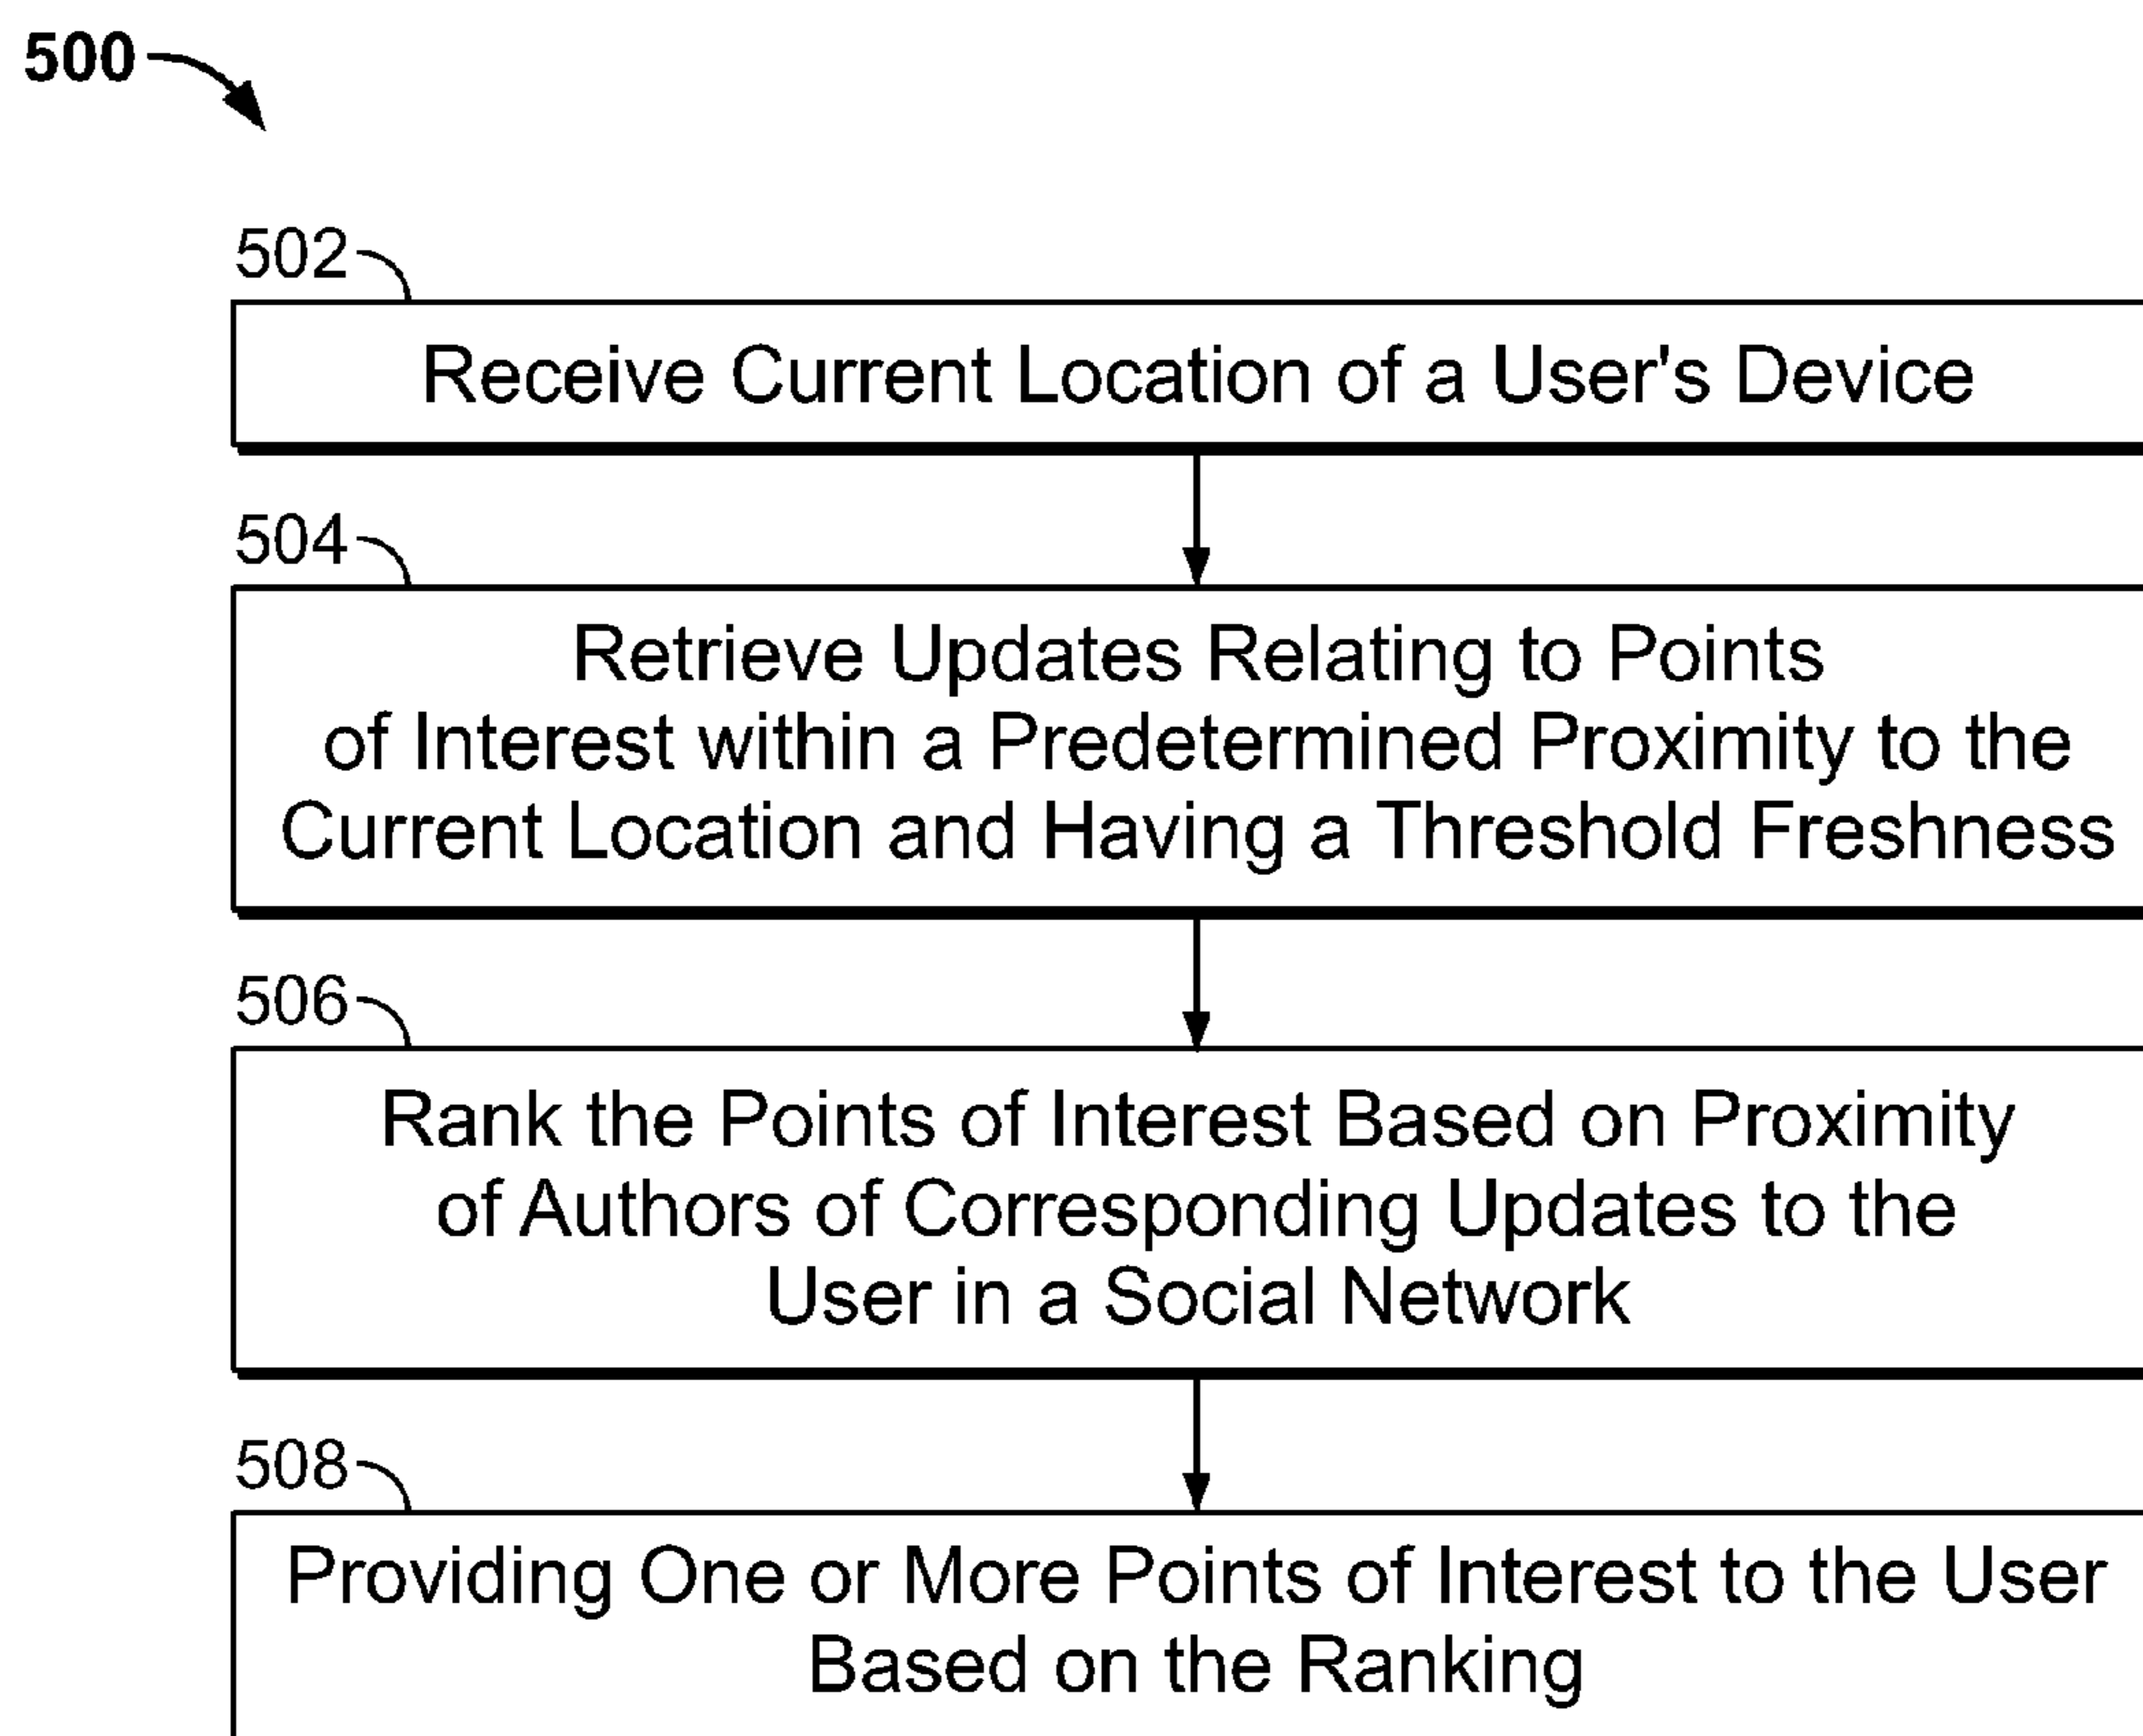 500
502
Receive Current Location of a User's Device
504
Retrieve Updates Relating to Points
of Interest within a Predetermined Proximity to the
Current Location and Having a Threshold Freshness
506
Rank the Points of Interest Based on Proximity
of Authors of Corresponding Updates to the
User in a Social Network
508
Providing One or More Points of Interest to the User
Based on the Ranking